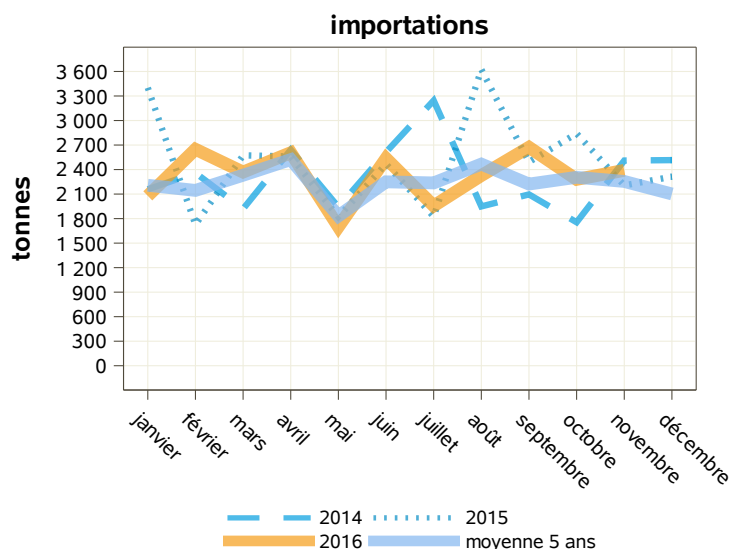 importations
tonnes
3 600
3 300
3 000
2 700
2 400
2 100
1 800
1 500
1 200
900
600
300
0
janvier
février
mars
avril
mai
juin
juillet
août
septembre
octobre
novembre
décembre
2014
2015
2016
moyenne 5 ans